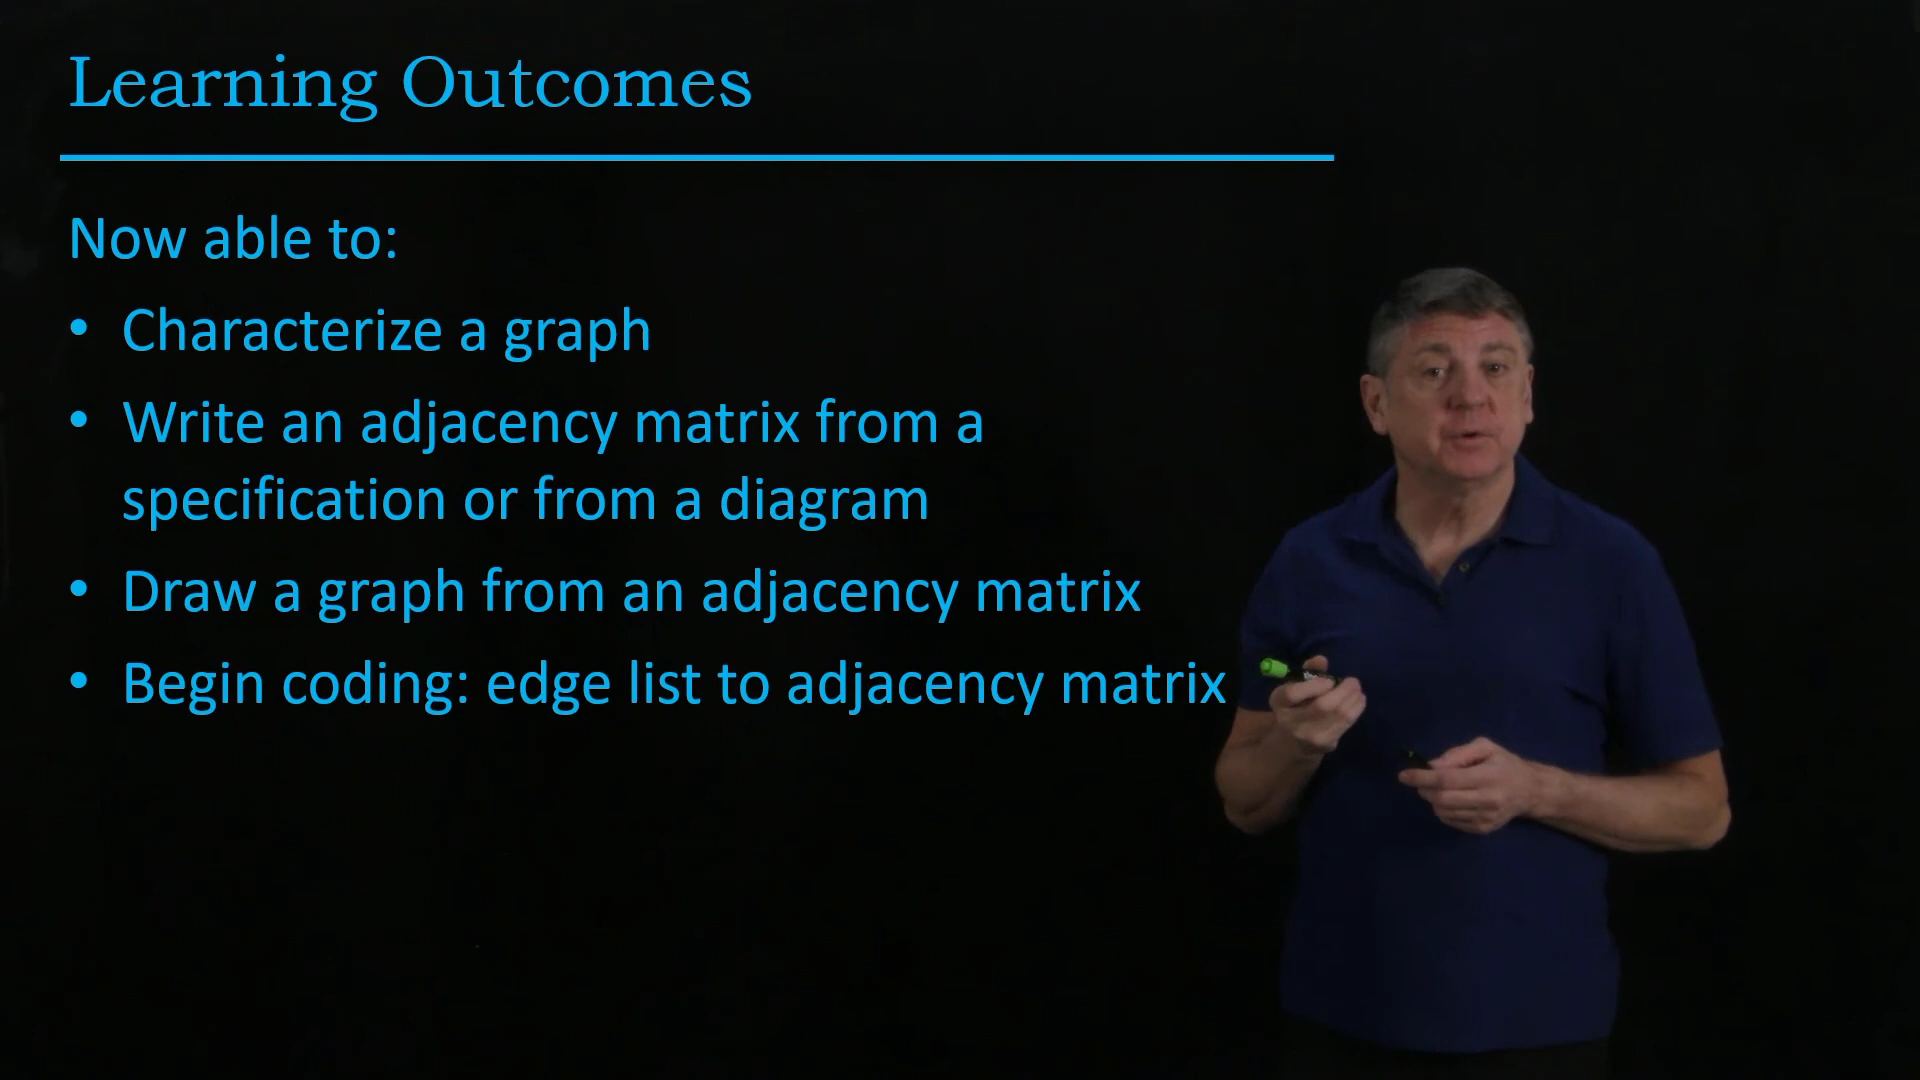 Learning Outcomes
Now able to:
• Characterize a graph
• Write an adjacency matrix from a
specification or from a diagram
• Draw a graph from an adjacency matrix
• Begin coding: edge list to adjacency matrix